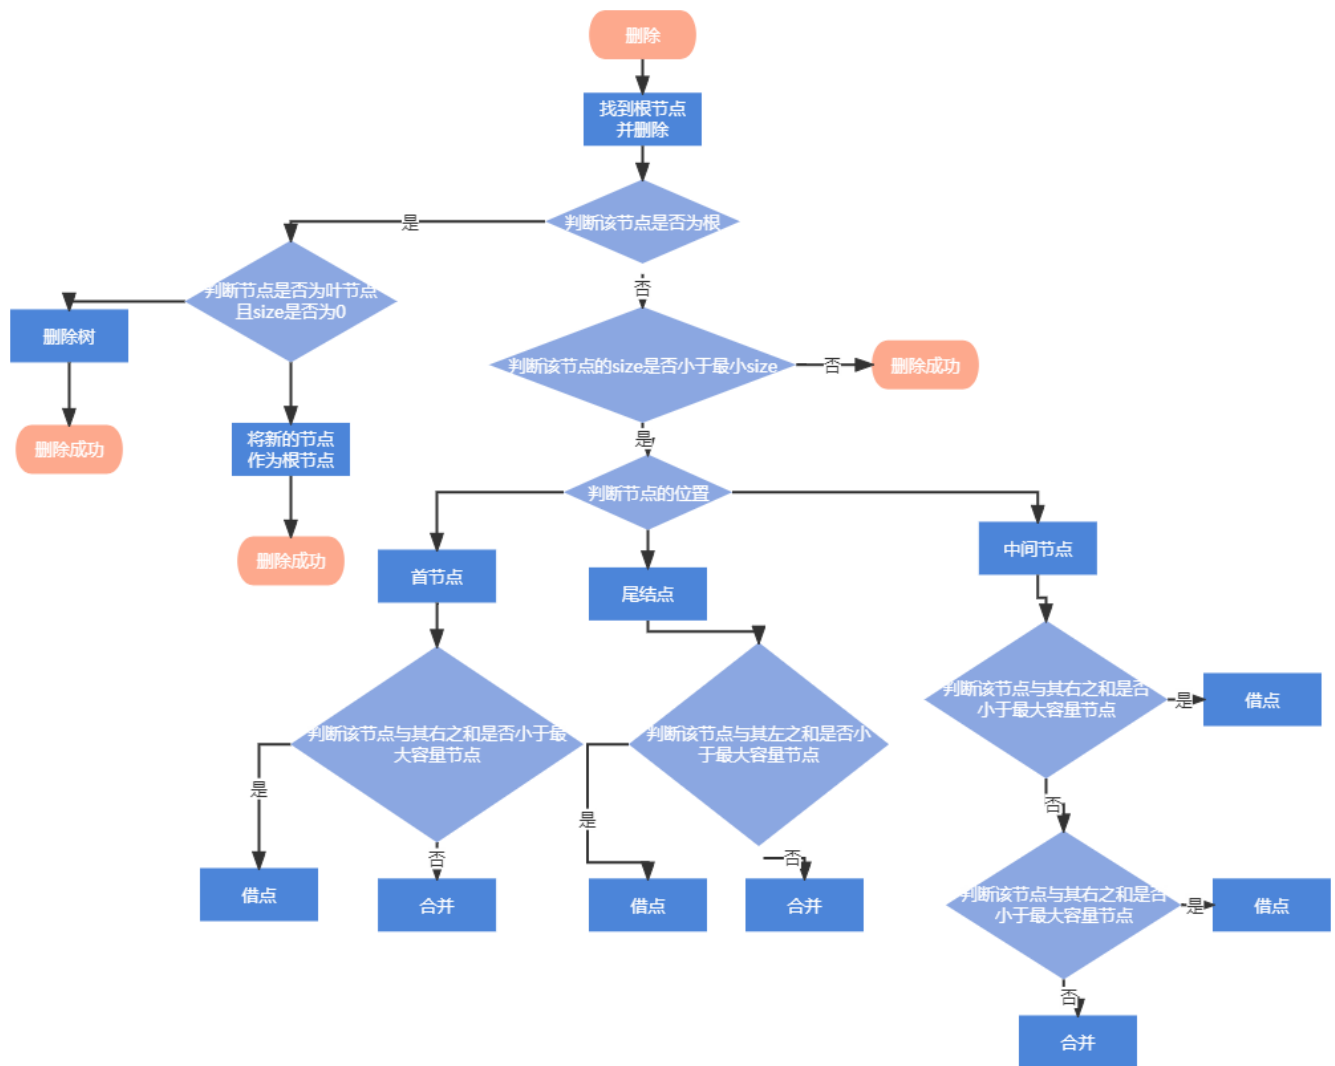 删除
找到根节点
并删除
判断该节点是否为根
是
否
判断节点是否为叶节点
且size是否为0
删除树
删除成功
将新的节点
作为根节点
删除成功
判断该节点的size是否小于最小size
否
删除成功
是
判断节点的位置
首节点
尾结点
中间节点
判断该节点与其右之和是否小于最
大容量节点
是
借点
否
合并
判断该节点与其左之和是否小
于最大容量节点
是
借点
否
合并
判断该节点与其右之和是否
小于最大容量节点
是
借点
否
判断该节点与其右之和是否
小于最大容量节点
是
借点
否
合并